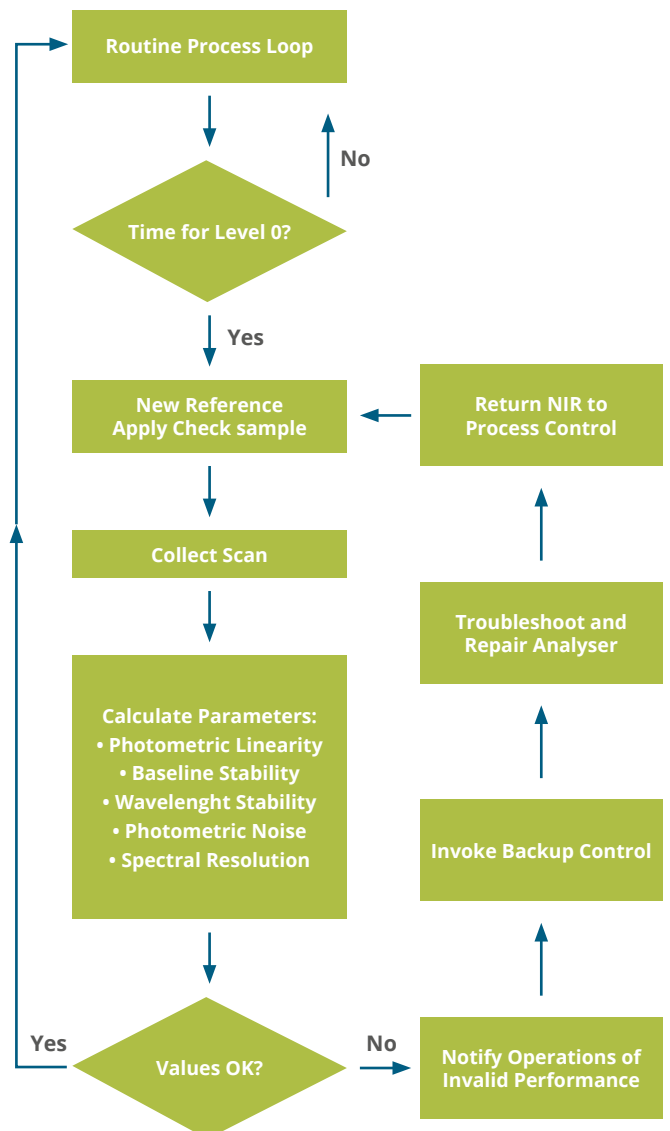 Routine Process Loop
No
Time for Level 0?
Yes
New Reference
Apply Check sample
Return NIR to
Process Control
Collect Scan
Troubleshoot and
Repair Analyser
Calculate Parameters:
• Photometric Linearity
• Baseline Stability
• Wavelenght Stability
• Photometric Noise
• Spectral Resolution
Invoke Backup Control
Yes
Values OK?
No
Notify Operations of
Invalid Performance